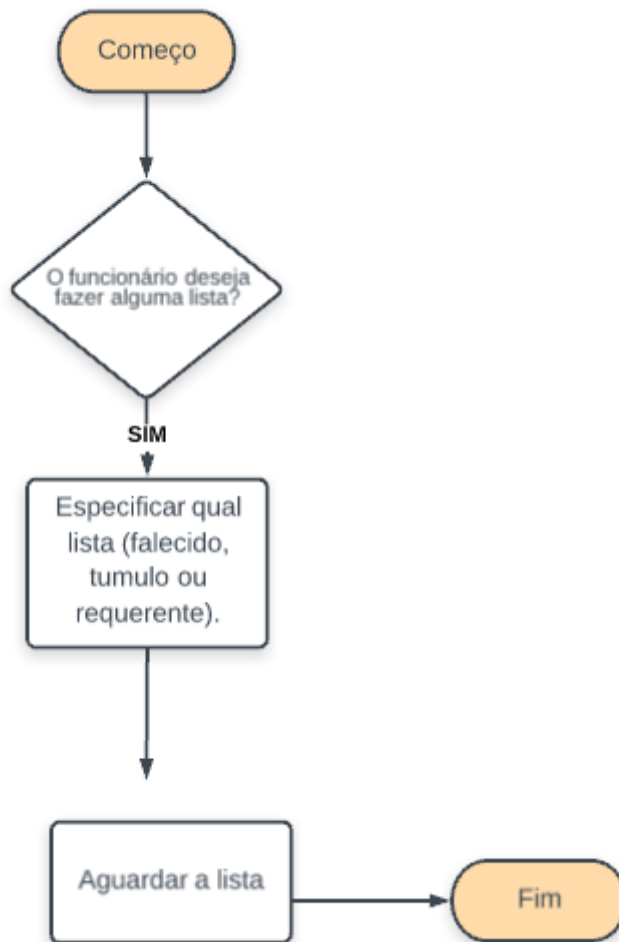 Começo
O funcionário deseja
fazer alguma lista?
SIM
Especificar qual
lista (falecido,
tumulo ou
requerente).
Aguardar a lista
Fim